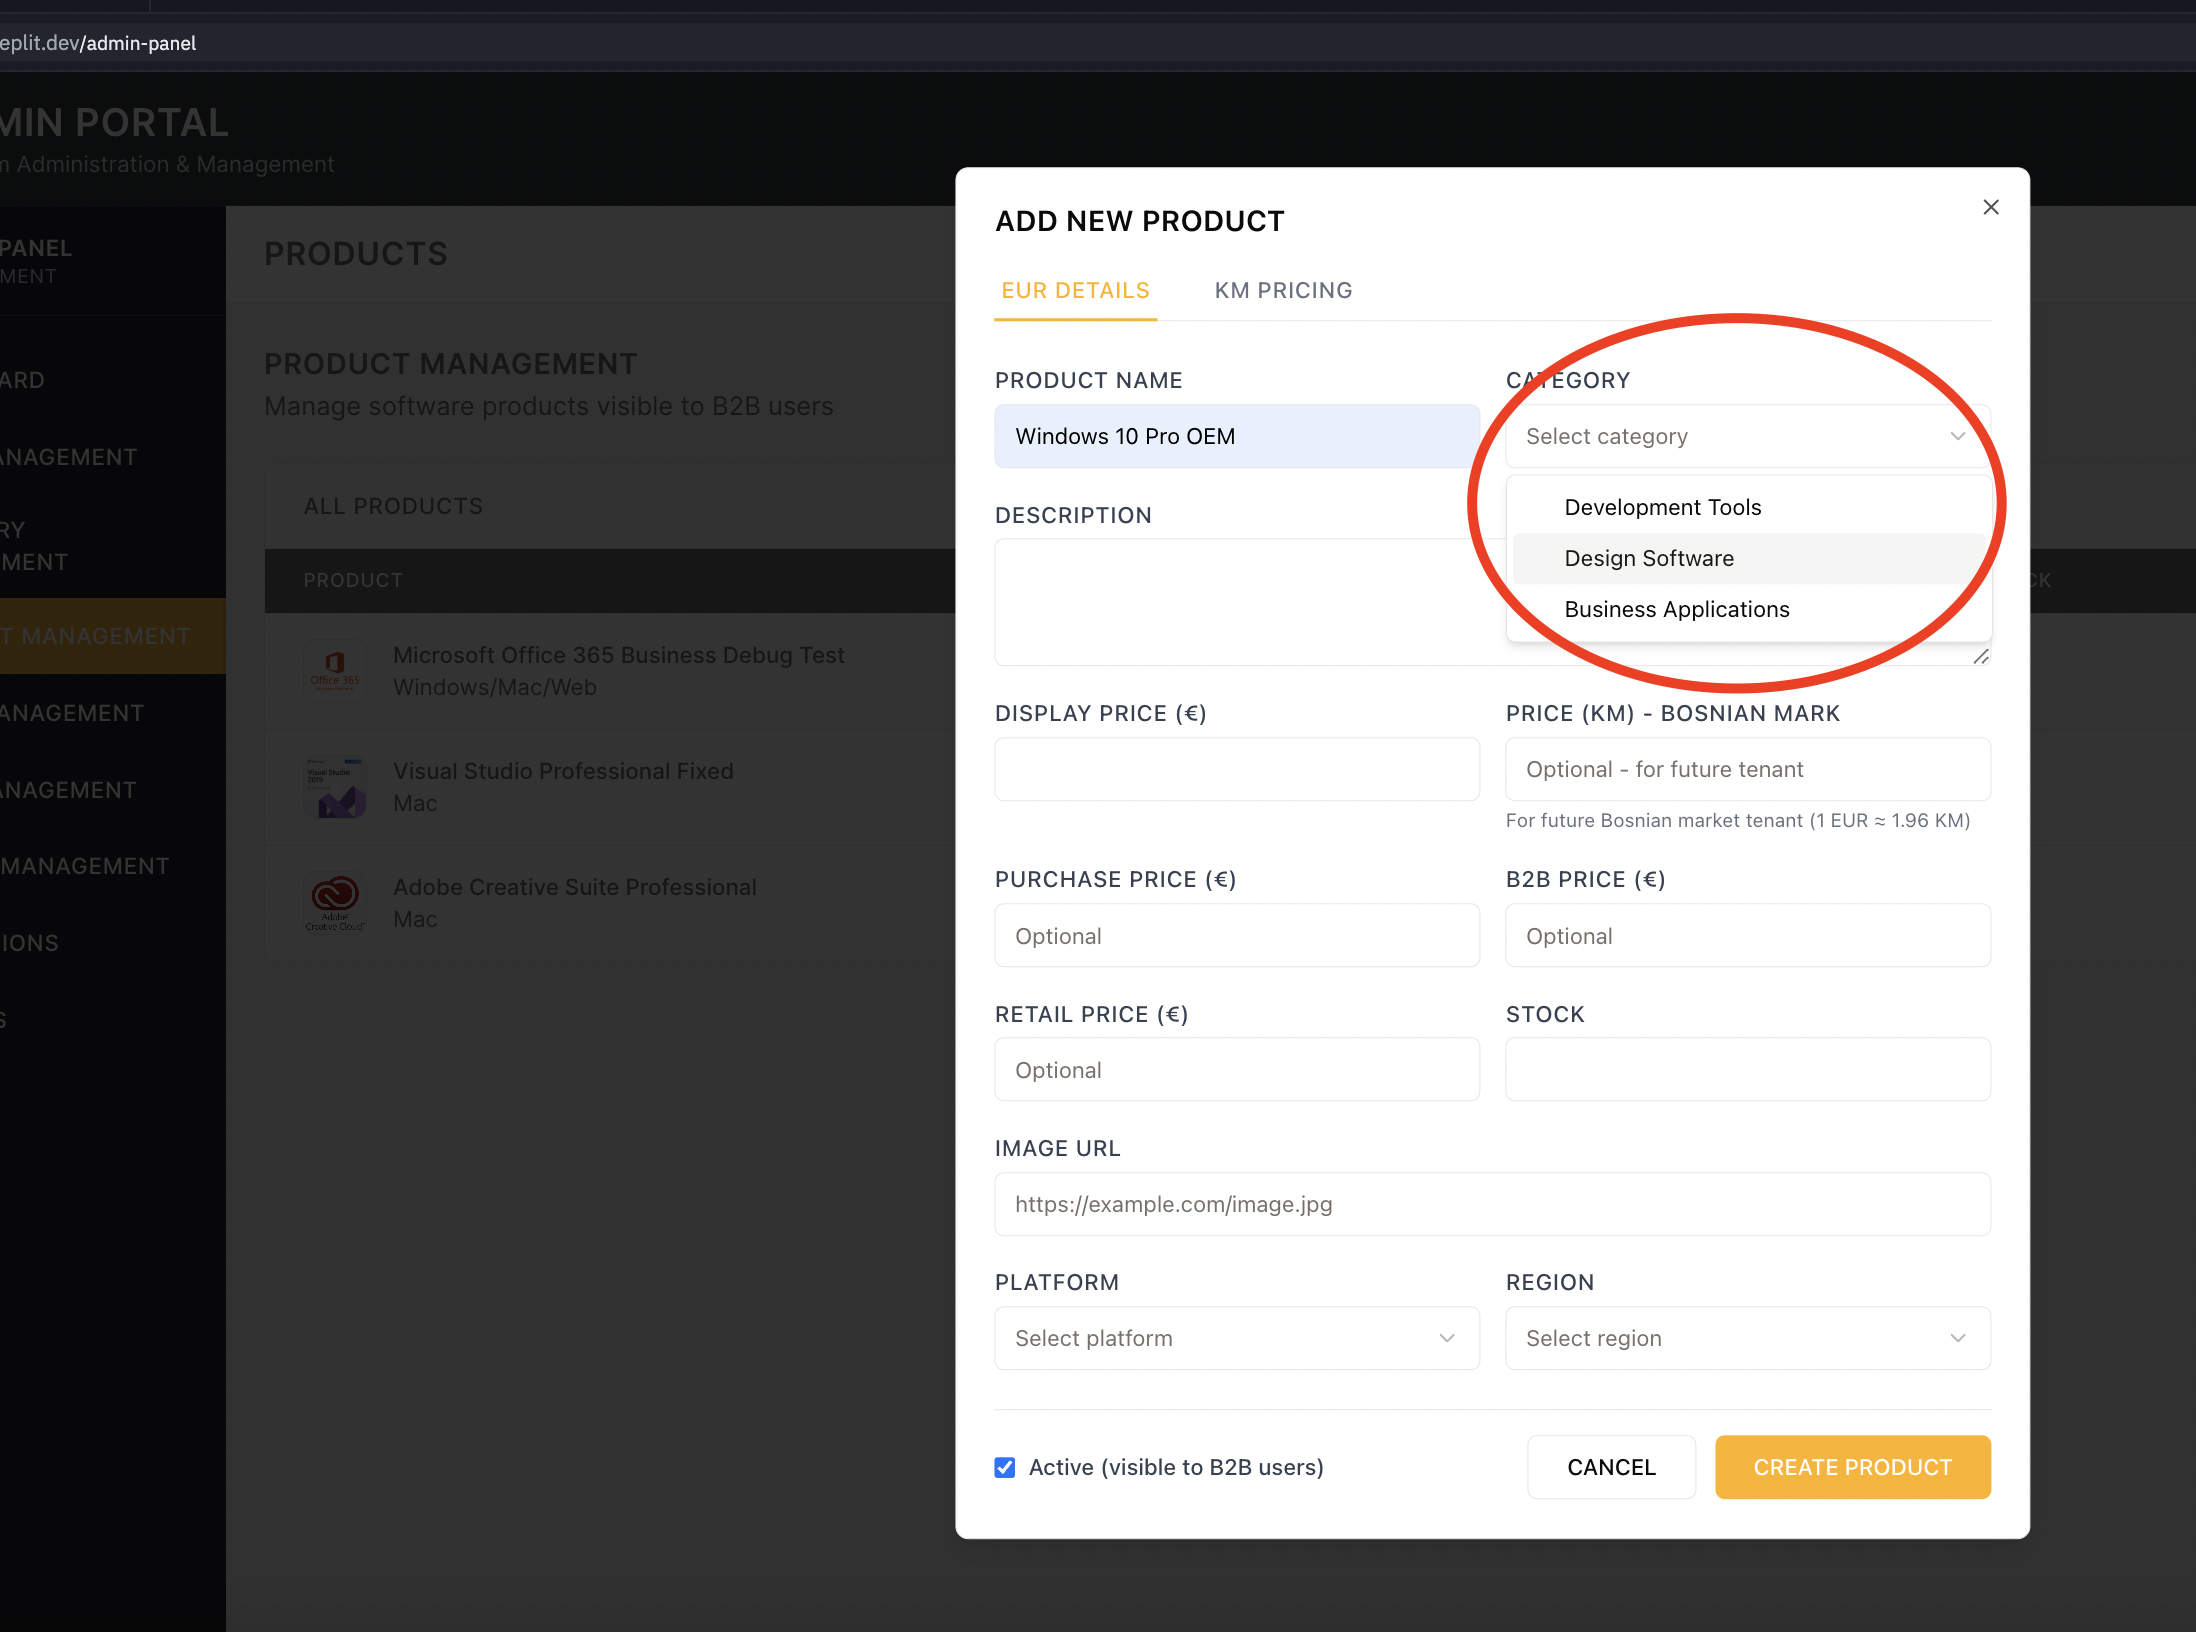 eplit.dev/admin-panel
MIN PORTAL
m Administration & Management
PANEL
MENT
ARD
ANAGEMENT
RY
MENT
T MANAGEMENT
ANAGEMENT
ANAGEMENT
MANAGEMENT
IONS
S
PRODUCTS
PRODUCT MANAGEMENT
Manage software products visible to B2B users
ALL PRODUCTS
PRODUCT
CK
Office 365
Microsoft Office 365 Business Debug Test
Windows/Mac/Web
Visual Studio
2019
Visual Studio Professional Fixed
Mac
Adobe
Creative Cloud
Adobe Creative Suite Professional
Mac
ADD NEW PRODUCT
EUR DETAILS
KM PRICING
PRODUCT NAME
Windows 10 Pro OEM
CATEGORY
Select category
Development Tools
Design Software
Business Applications
DESCRIPTION
DISPLAY PRICE (€)
PRICE (KM) - BOSNIAN MARK
Optional - for future tenant
For future Bosnian market tenant (1 EUR ≈ 1.96 KM)
PURCHASE PRICE (€)
Optional
B2B PRICE (€)
Optional
RETAIL PRICE (€)
Optional
STOCK
IMAGE URL
https://example.com/image.jpg
PLATFORM
Select platform
REGION
Select region
Active (visible to B2B users)
CANCEL
CREATE PRODUCT